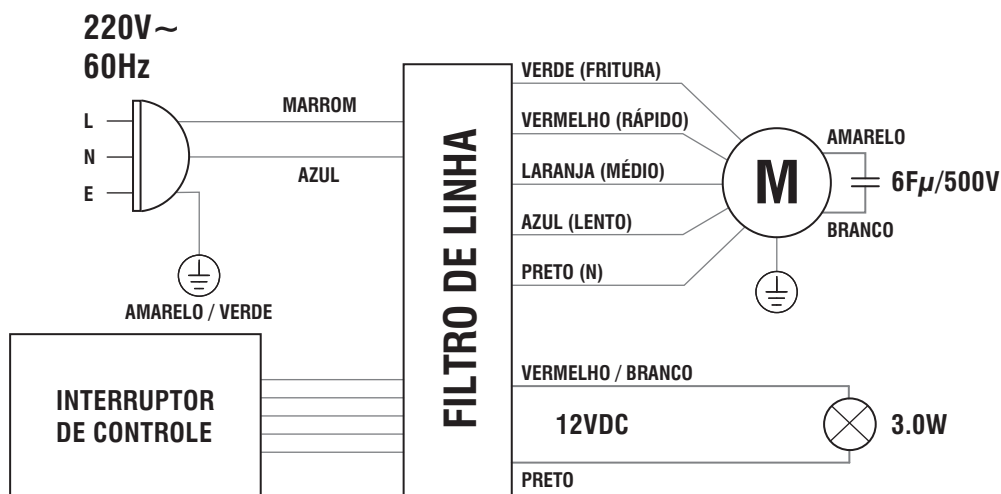 220V~
60Hz
L
N
E
MARROM
AZUL
AMARELO / VERDE
INTERRUPTOR
DE CONTROLE
FILTRO DE LINHA
VERDE (FRITURA)
VERMELHO (RÁPIDO)
LARANJA (MÉDIO)
AZUL (LENTO)
PRETO (N)
M
AMARELO
6Fμ/500V
BRANCO
VERMELHO / BRANCO
12VDC
3.0W
PRETO